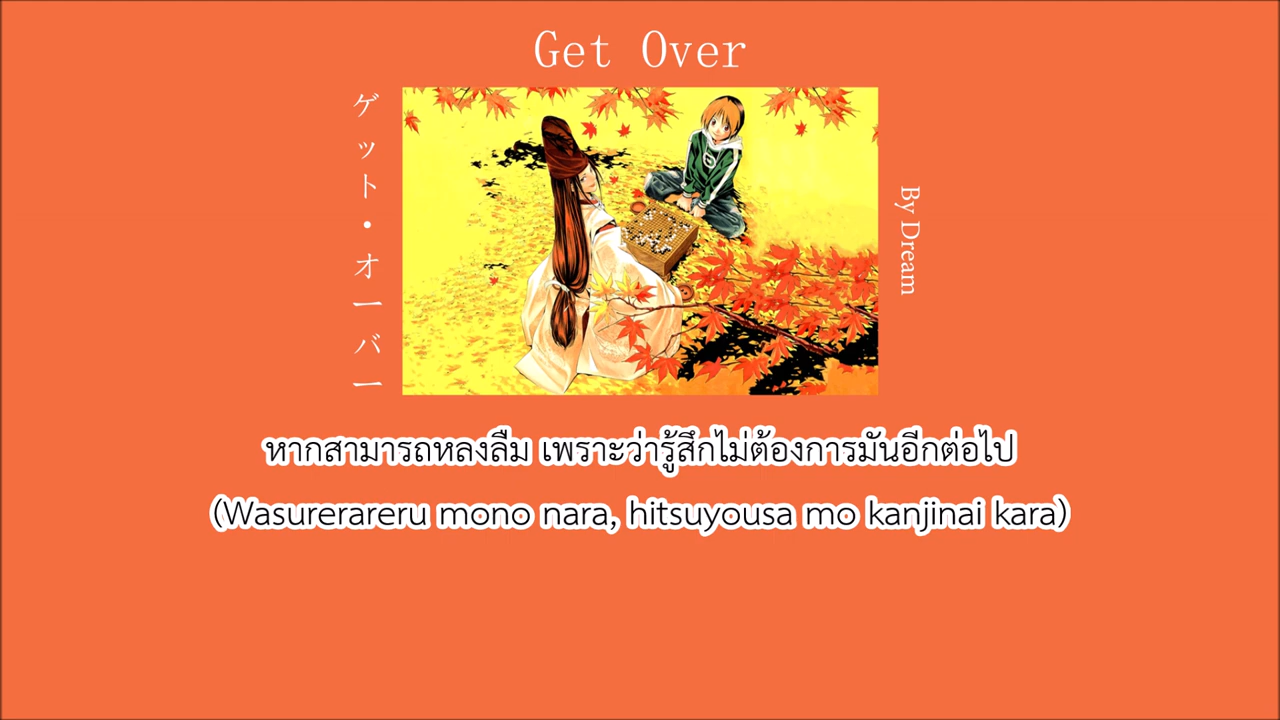 Get Over
ゲット・オーバー
By Dream
หากสามารถหลงลืม เพราะว่ารู้สึกไม่ต้องการมันอีกต่อไป
(Wasurerareru mono nara, hitsuyousa mo kanjinai kara)